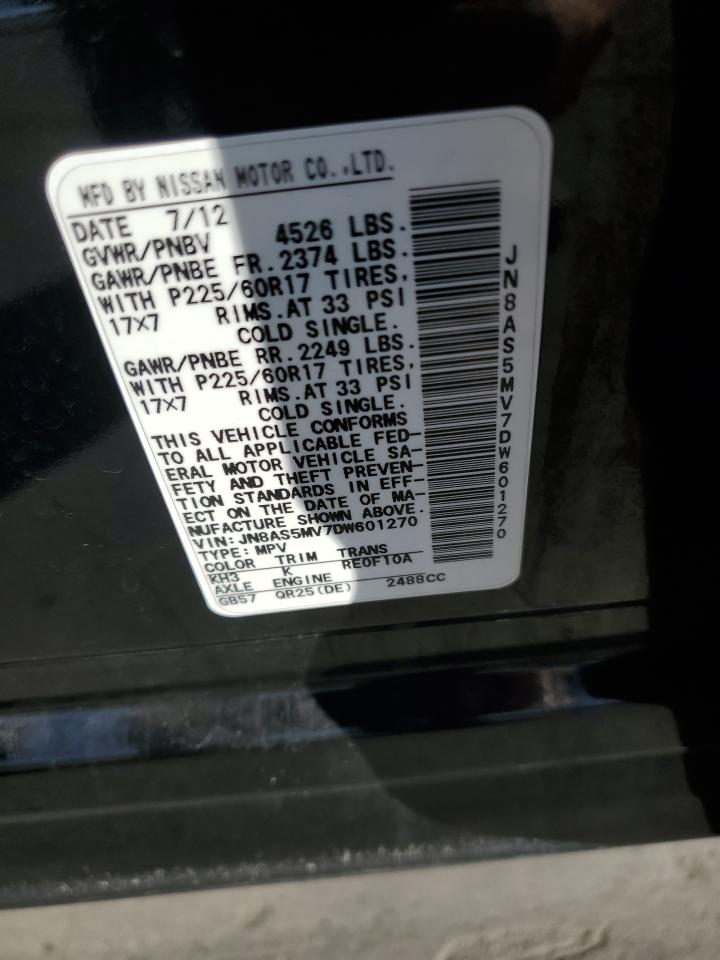 MFD BY NISSAN MOTOR CO.,LTD.
DATE 7/12
GVWR/PNBV 4526 LBS.
GAWR/PNBE FR.2374 LBS.
WITH P225/60R17 TIRES,
17X7 RIMS.AT 33 PSI
COLD SINGLE.
GAWR/PNBE RR.2249 LBS.
WITH P225/60R17 TIRES,
17X7 RIMS.AT 33 PSI
COLD SINGLE.
THIS VEHICLE CONFORMS
TO ALL APPLICABLE FED-
ERAL MOTOR VEHICLE SA-
FETY AND THEFT PREVEN-
TION STANDARDS IN EFF-
ECT ON THE DATE OF MA-
NUFACTURE SHOWN ABOVE.
VIN: JN8AS5MV7DW601270
TYPE: MPV
COLOR TRIM TRANS
KH3 K RE0F10A
AXLE ENGINE
GB57 QR25(DE) 2488CC
JN8AS5MV7DW601270